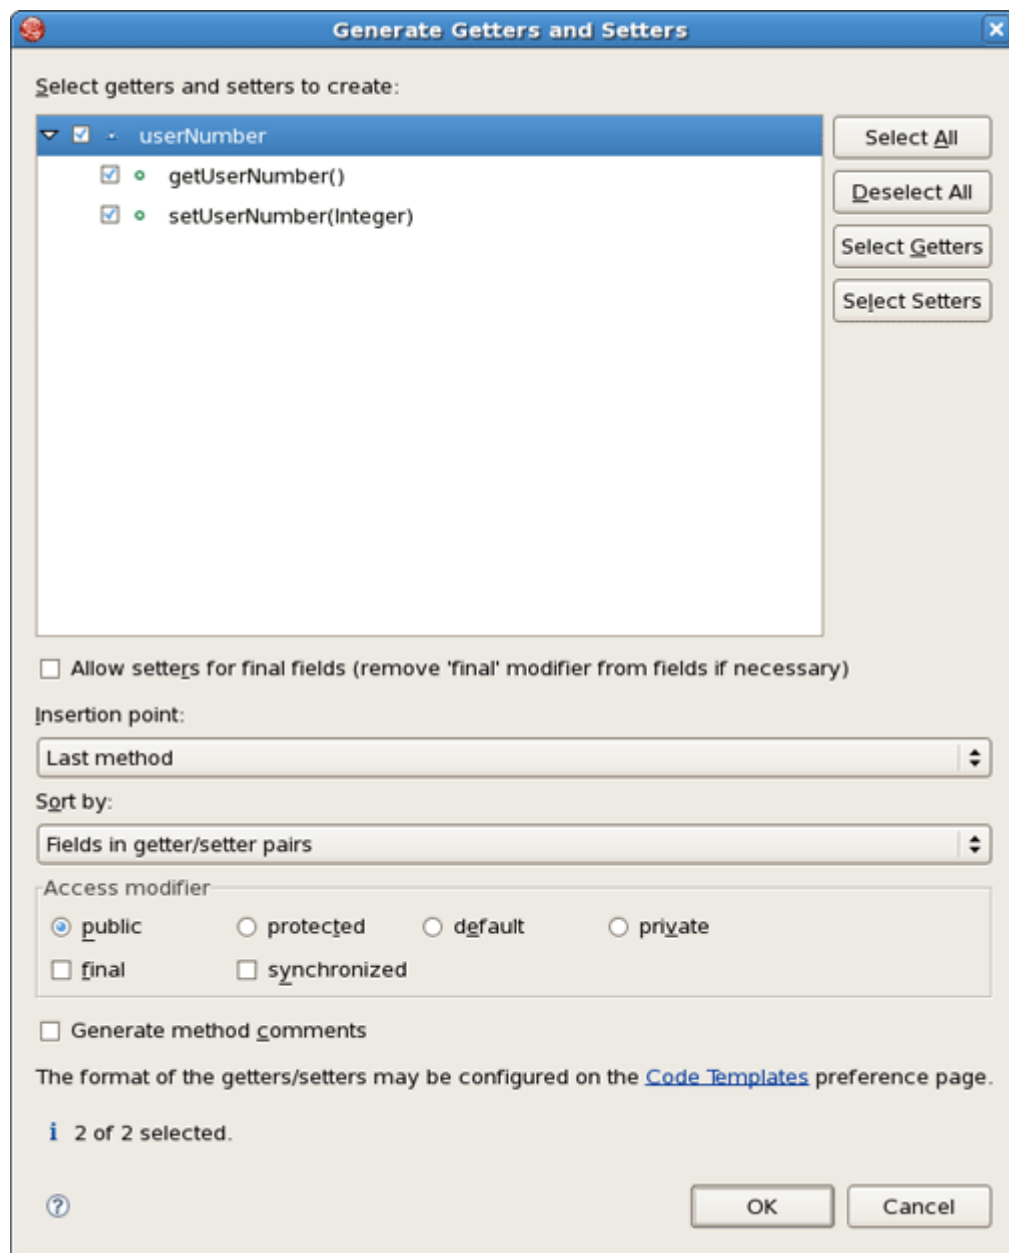 Generate Getters and Setters
Select getters and setters to create:
userNumber
getUserNumber()
setUserNumber(Integer)
Select All
Deselect All
Select Getters
Select Setters
Allow setters for final fields (remove 'final' modifier from fields if necessary)
Insertion point:
Last method
Sort by:
Fields in getter/setter pairs
Access modifier
public protected default private
final synchronized
Generate method comments
The format of the getters/setters may be configured on the Code Templates preference page.
2 of 2 selected.
OK Cancel